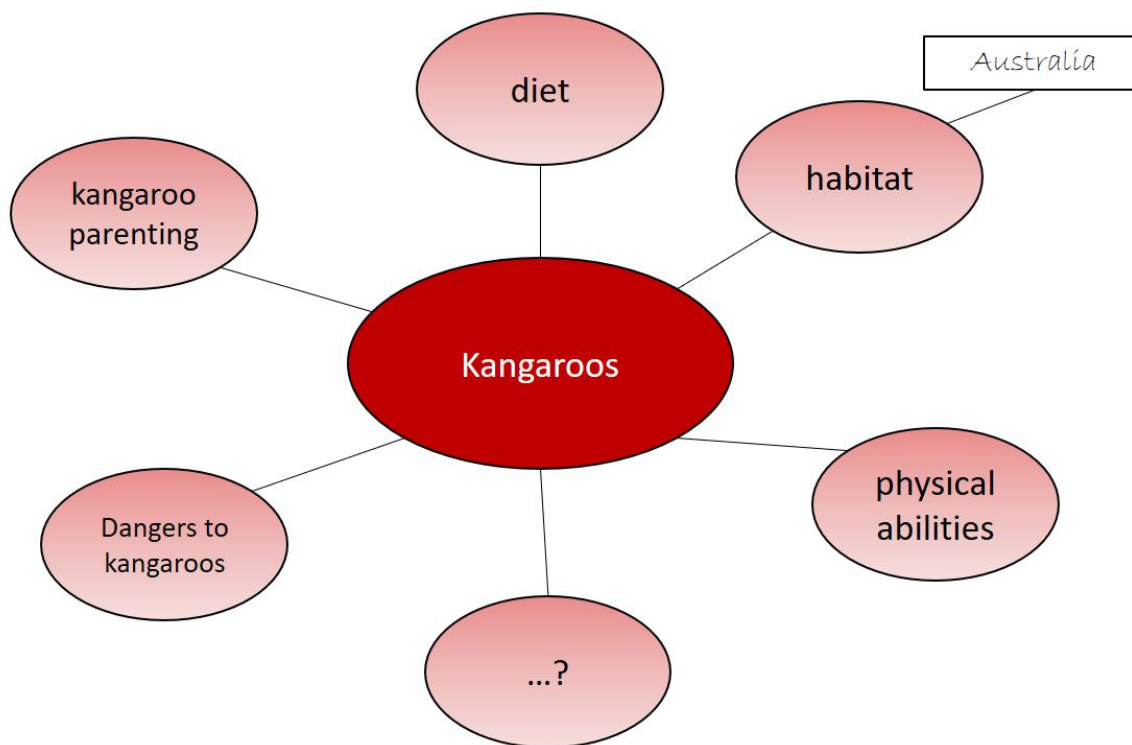 diet
Australia
habitat
kangaroo
parenting
Kangaroos
physical
abilities
Dangers to
kangaroos
...?